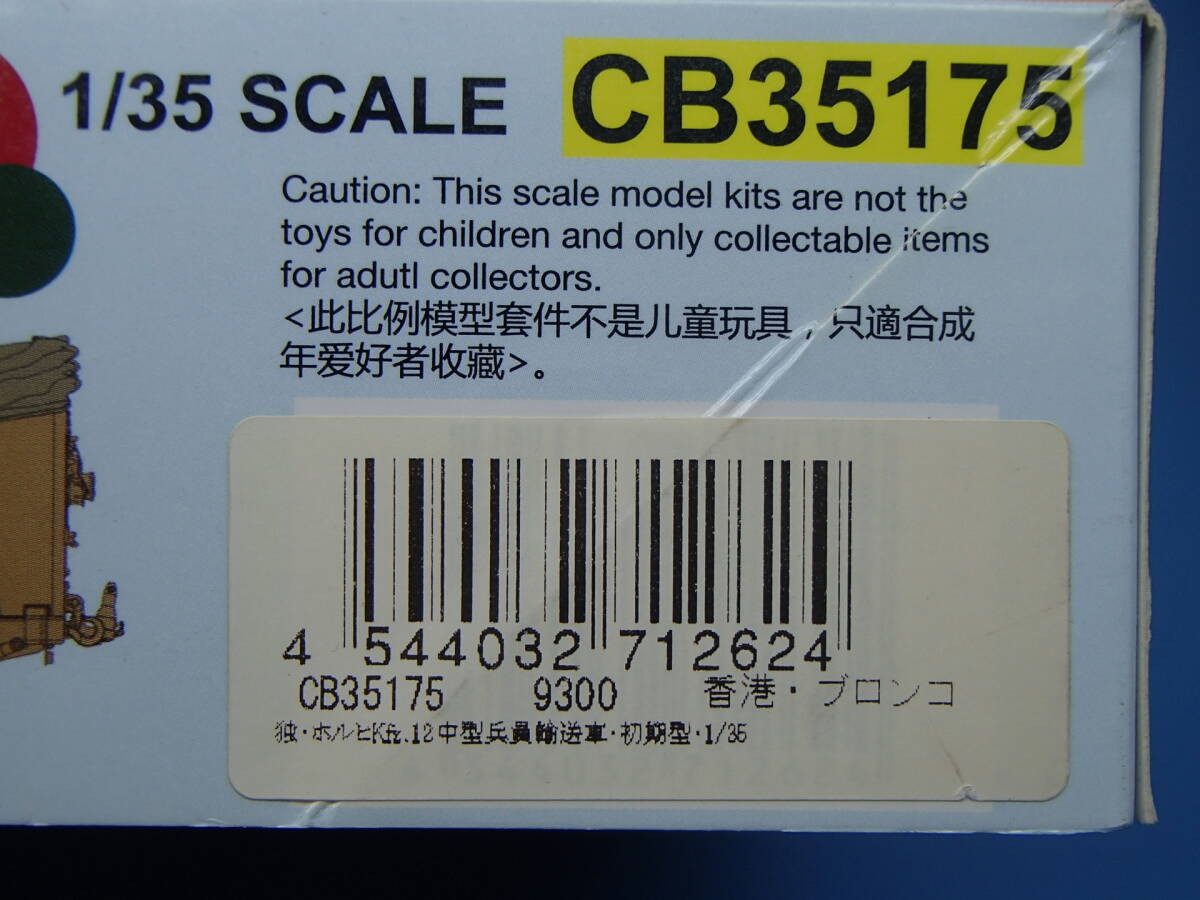 1/35 SCALE CB35175
Caution: This scale model kits are not the
toys for children and only collectable items
for adutl collectors.
<此比例模型套件不是儿童玩具，只適合成
年爱好者收藏>。
4 544032 712624
CB35175 9300 香港・ブロンコ
独・ホルヒKfz.12中型兵員輸送車・初期型・1/35